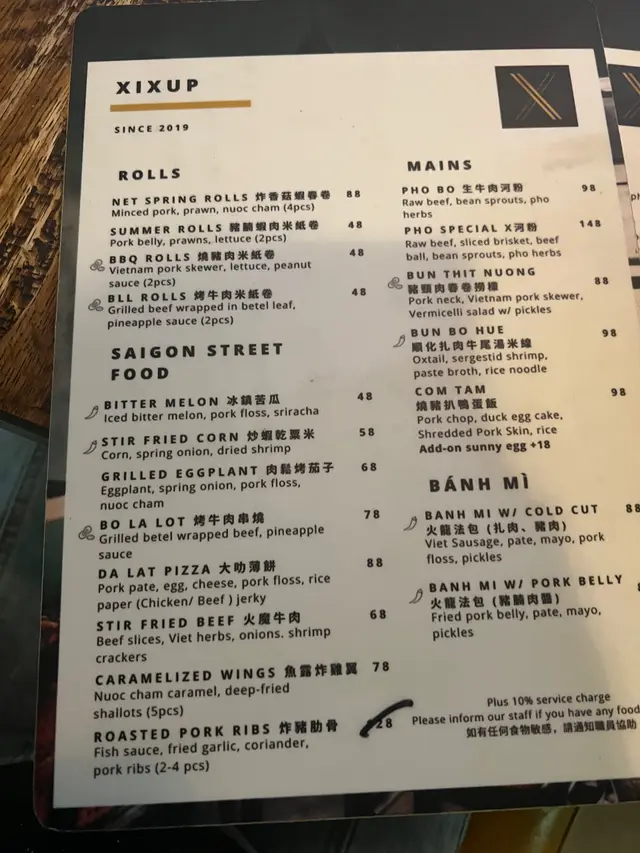 XIXUP
SINCE 2019
ROLLS
NET SPRING ROLLS 炸香菇蝦春卷 88
Minced pork, prawn, nuoc cham (4pcs)
SUMMER ROLLS 豬腩蝦肉米紙卷 48
Pork belly, prawns, lettuce (2pcs)
BBQ ROLLS 燒豬肉米紙卷 48
Vietnam pork skewer, lettuce, peanut
sauce (2pcs)
BLL ROLLS 烤牛肉米紙卷 48
Grilled beef wrapped in betel leaf,
pineapple sauce (2pcs)
SAIGON STREET
FOOD
BITTER MELON 冰鎮苦瓜 48
Iced bitter melon, pork floss, sriracha
STIR FRIED CORN 炒蝦乾粟米 58
Corn, spring onion, dried shrimp
GRILLED EGGPLANT 肉鬆烤茄子 68
Eggplant, spring onion, pork floss,
nuoc cham
BO LA LOT 烤牛肉串燒 78
Grilled betel wrapped beef, pineapple
sauce
DA LAT PIZZA 大叻薄餅 88
Pork pate, egg, cheese, pork floss, rice
paper (Chicken/ Beef ) jerky
STIR FRIED BEEF 火魔牛肉 68
Beef slices, Viet herbs, onions. shrimp
crackers
CARAMELIZED WINGS 魚露炸雞翼 78
Nuoc cham caramel, deep-fried
shallots (5pcs)
ROASTED PORK RIBS 炸豬肋骨 128
Fish sauce, fried garlic, coriander,
pork ribs (2-4 pcs)
MAINS
PHO BO 生牛肉河粉 98
Raw beef, bean sprouts, pho
herbs
PHO SPECIAL X河粉 148
Raw beef, sliced brisket, beef
ball, bean sprouts, pho herbs
BUN THIT NUONG 88
豬頸肉春卷撈檬
Pork neck, Vietnam pork skewer,
Vermicelli salad w/ pickles
BUN BO HUE 98
順化扎肉牛尾湯米線
Oxtail, sergestid shrimp,
paste broth, rice noodle
COM TAM 98
燒豬扒鴨蛋飯
Pork chop, duck egg cake,
Shredded Pork Skin, rice
Add-on sunny egg +18
BÁNH MÌ
BANH MI W/ COLD CUT 88
火龍法包 (扎肉、豬肉)
Viet Sausage, pate, mayo, pork
floss, pickles
BANH MI W/ PORK BELLY
火龍法包 (豬腩肉醬)
Fried pork belly, pate, mayo,
pickles
Plus 10% service charge
Please inform our staff if you have any food
如有任何食物敏感，請通知職員協助